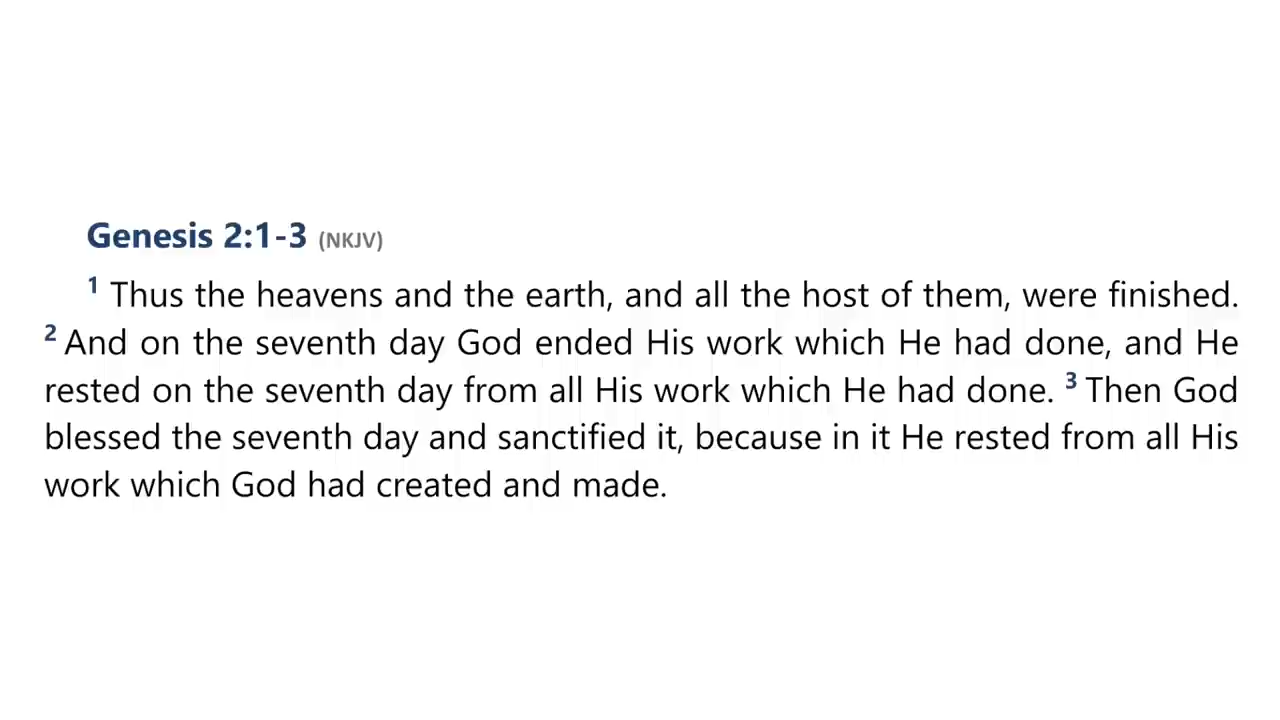 Genesis 2:1-3 (NKJV)
1 Thus the heavens and the earth, and all the host of them, were finished.
2 And on the seventh day God ended His work which He had done, and He
rested on the seventh day from all His work which He had done. 3 Then God
blessed the seventh day and sanctified it, because in it He rested from all His
work which God had created and made.